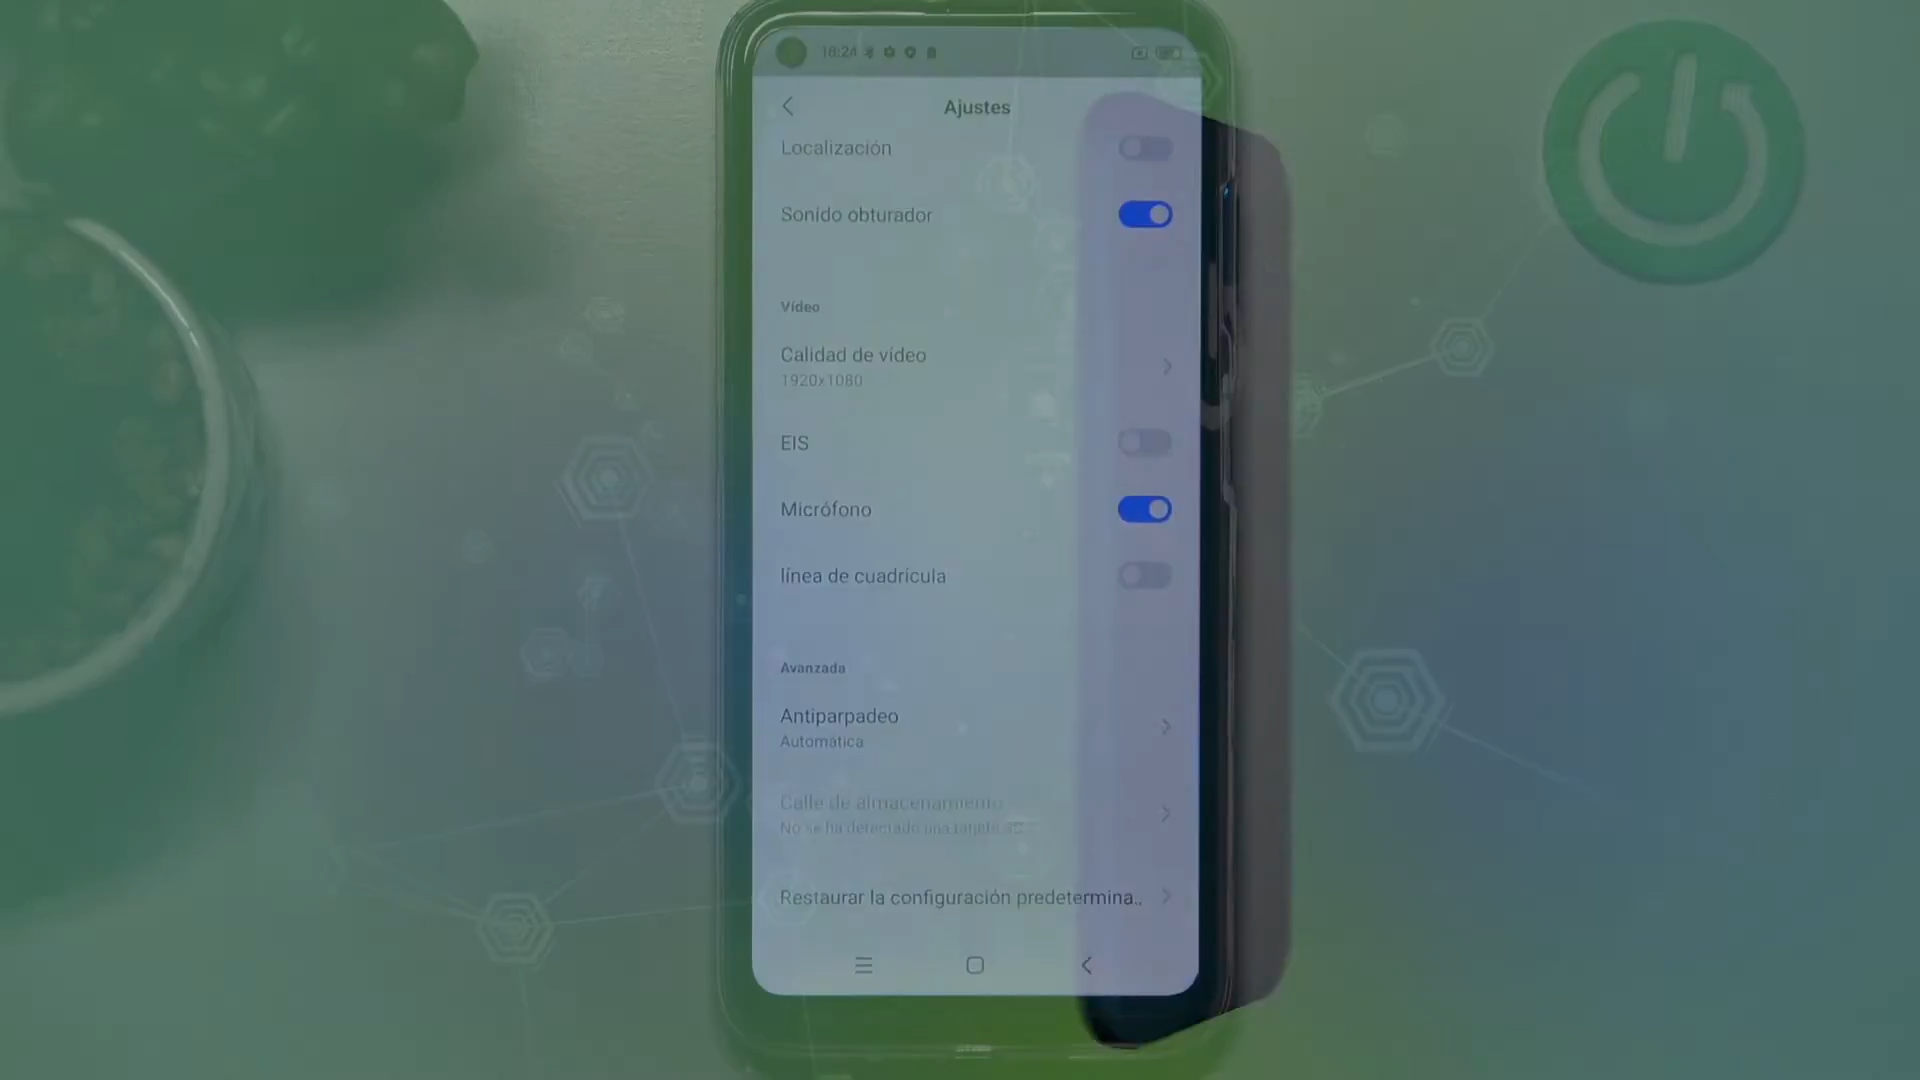 18:24
Ajustes
Localización
Sonido obturador
Vídeo
Calidad de vídeo
1920x1080
EIS
Micrófono
línea de cuadrícula
Avanzada
Antiparpadeo
Automática
Calle de almacenamiento
No se ha detectado una tarjeta SD
Restaurar la configuración predetermina..